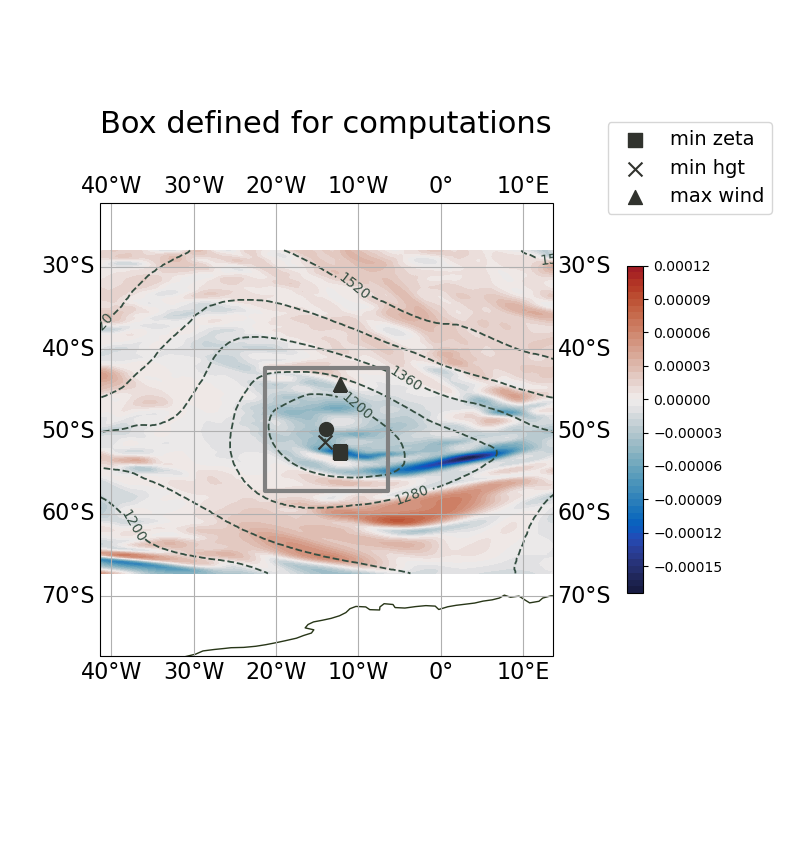 Box defined for computations
min zeta
min hgt
max wind
40°W 30°W 20°W 10°W 0° 10°E
30°S 30°S
40°S 40°S
50°S 50°S
60°S 60°S
70°S 70°S
40°W 30°W 20°W 10°W 0° 10°E
1520
1360
1200
1280
1200
0.00012
0.00009
0.00006
0.00003
0.00000
−0.00003
−0.00006
−0.00009
−0.00012
−0.00015